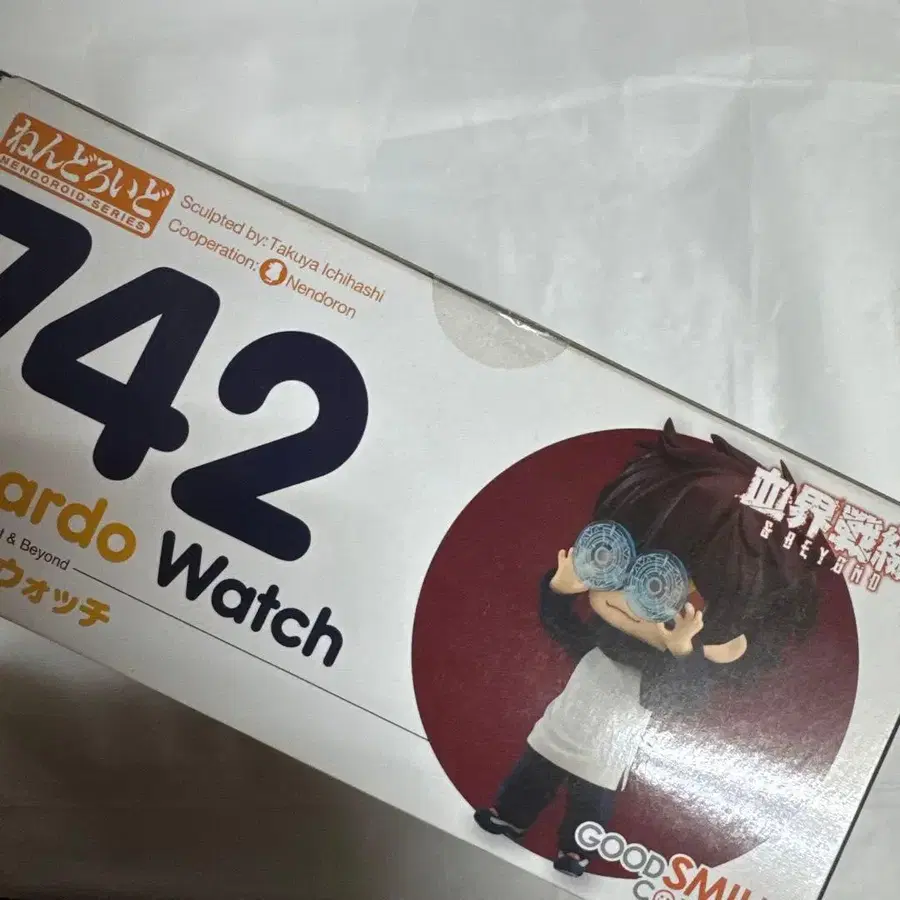 ねんどろいど
NENDOROID·SERIES
Sculpted by: Takuya Ichihashi
Cooperation: Nendoron
742
ardo Watch
& Beyond
ウォッチ
血界戦線
& BEYOND
GOOD SMILE